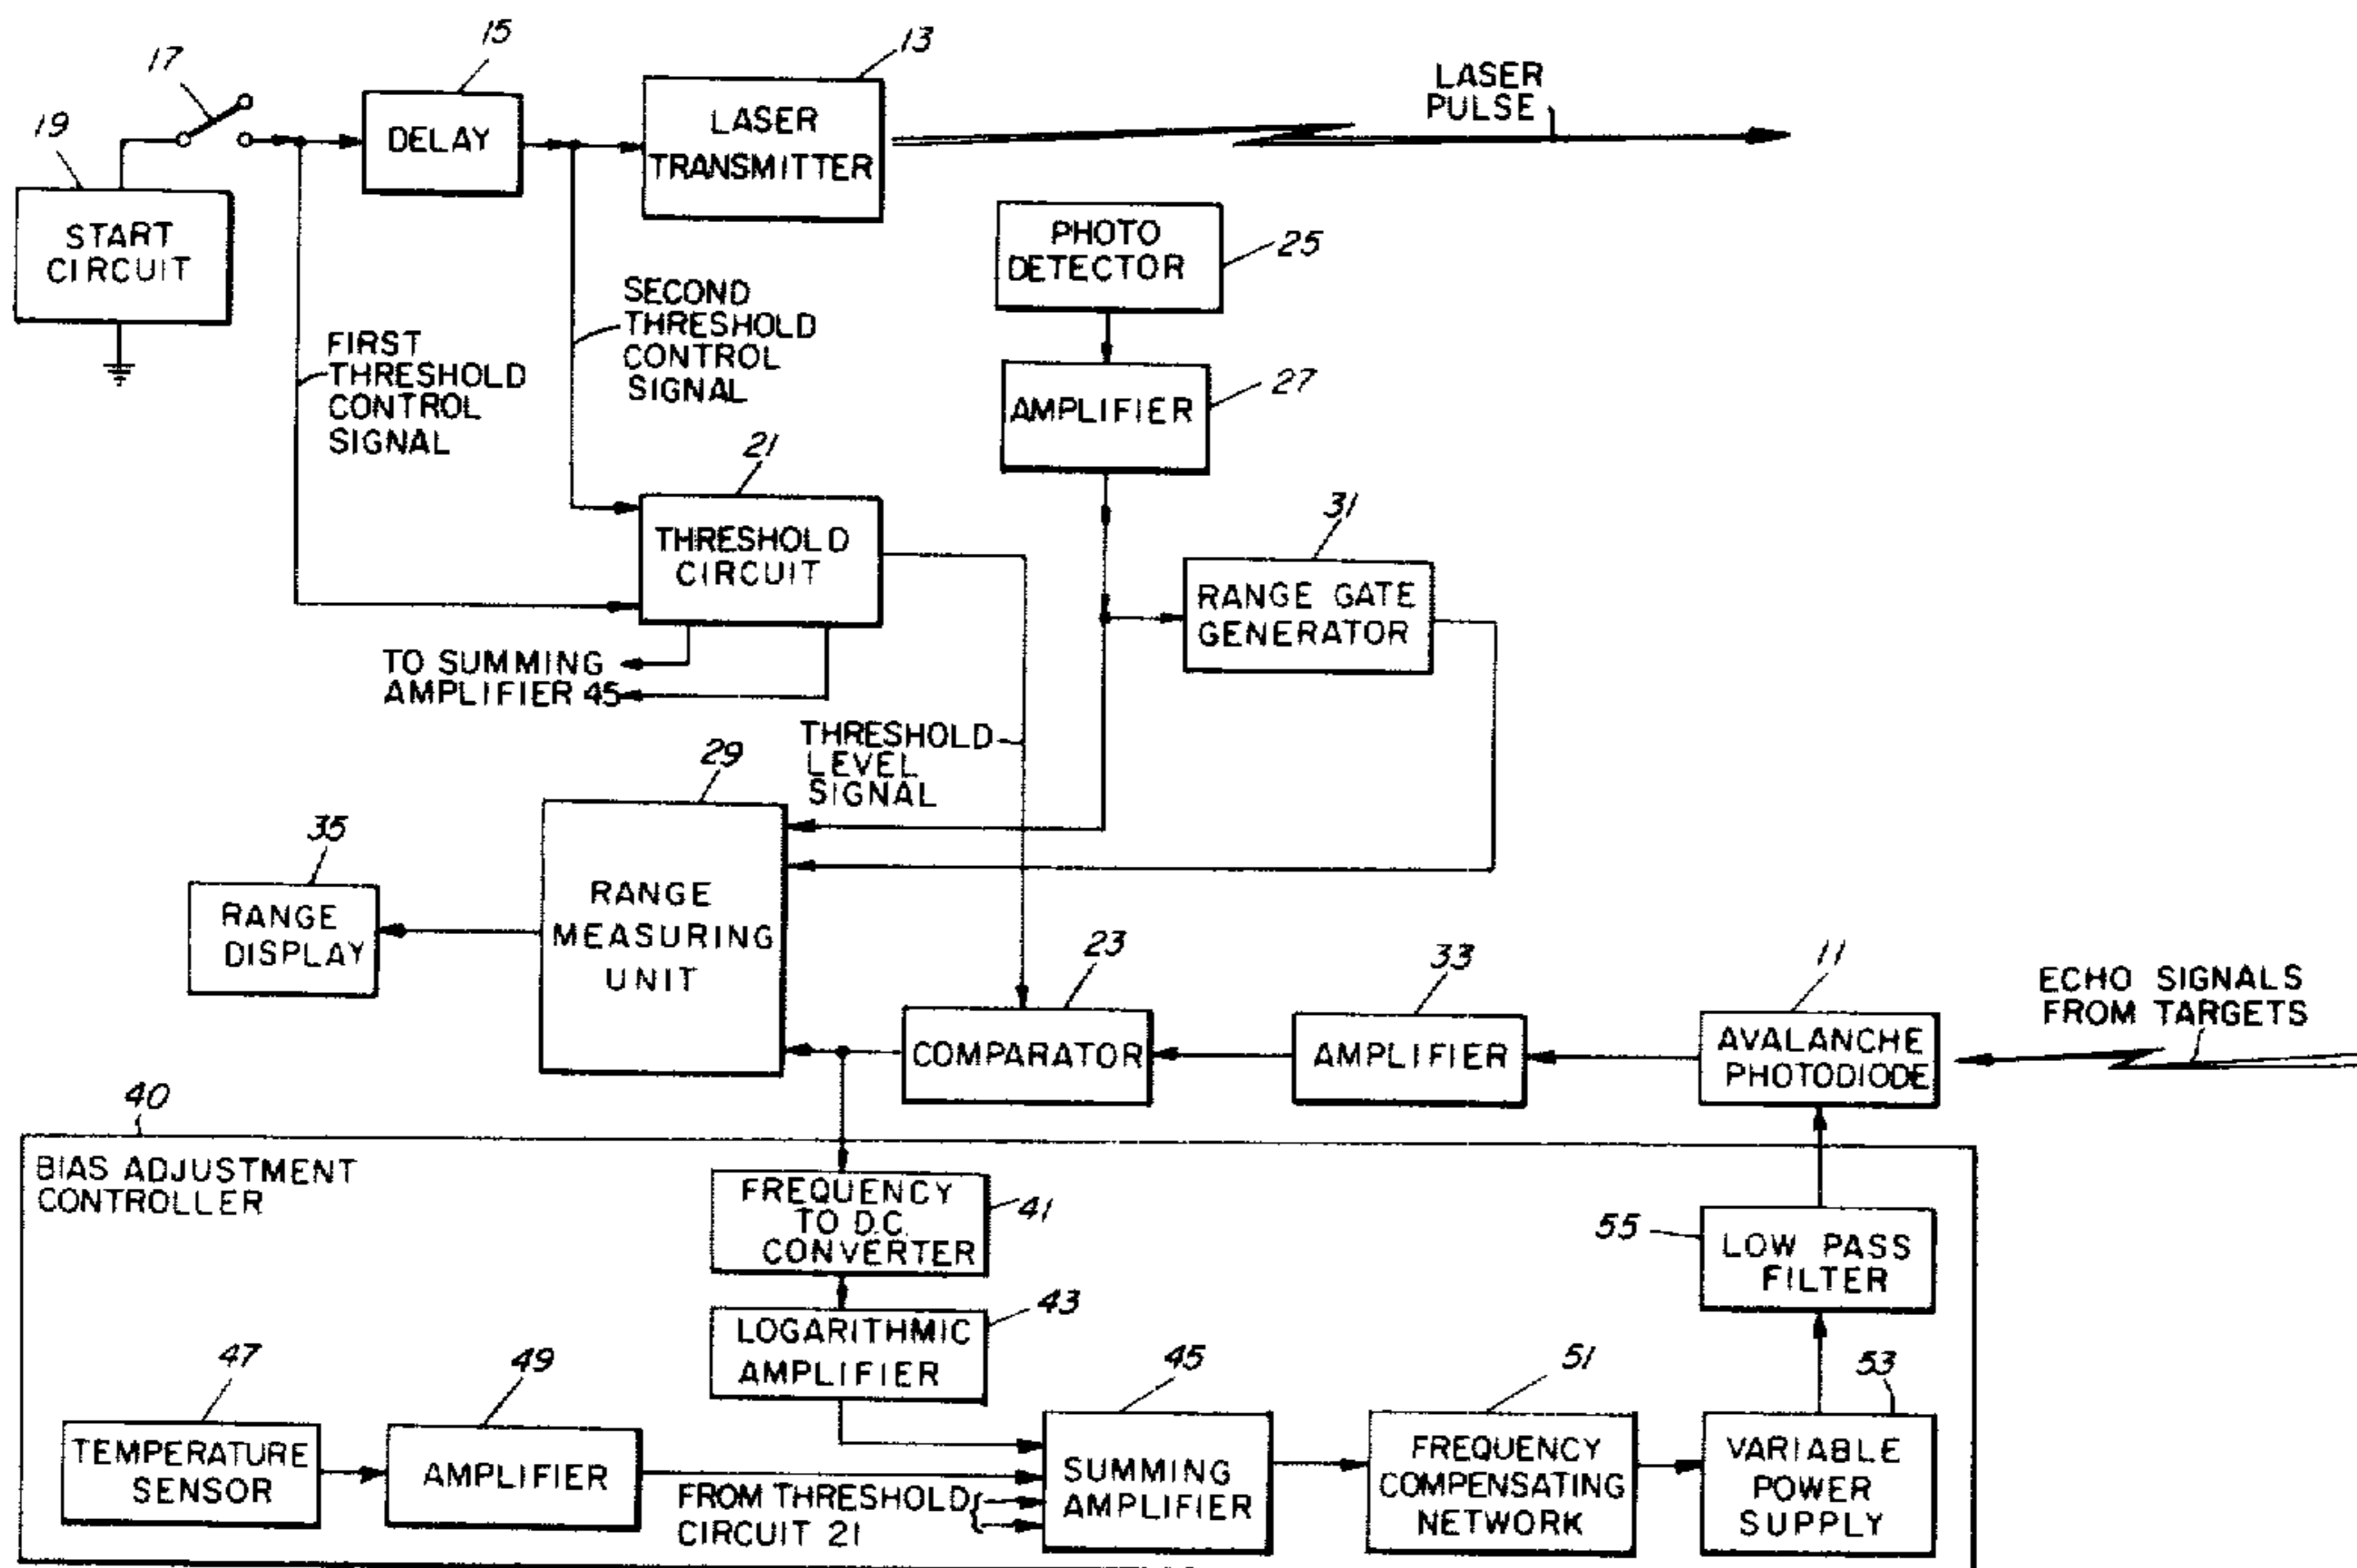 17
15
13
LASER
PULSE
19
DELAY
LASER
TRANSMITTER
START
CIRCUIT
PHOTO
DETECTOR
25
SECOND
THRESHOLD
CONTROL
SIGNAL
FIRST
THRESHOLD
CONTROL
SIGNAL
AMPLIFIER
27
21
THRESHOLD
CIRCUIT
31
RANGE GATE
GENERATOR
TO SUMMING
AMPLIFIER 45
THRESHOLD
LEVEL
SIGNAL
29
35
RANGE
DISPLAY
RANGE
MEASURING
UNIT
23
COMPARATOR
33
AMPLIFIER
11
AVALANCHE
PHOTODIODE
ECHO SIGNALS
FROM TARGETS
40
BIAS ADJUSTMENT
CONTROLLER
FREQUENCY
TO D.C.
CONVERTER
41
55
LOW PASS
FILTER
LOGARITHMIC
AMPLIFIER
43
47
TEMPERATURE
SENSOR
49
AMPLIFIER
FROM THRESHOLD
CIRCUIT 21
45
SUMMING
AMPLIFIER
51
FREQUENCY
COMPENSATING
NETWORK
53
VARIABLE
POWER
SUPPLY